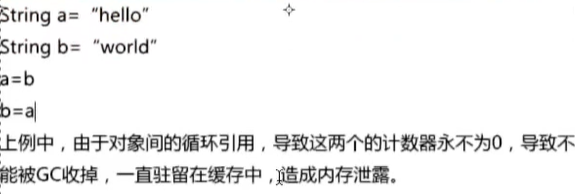 String a= “hello”
String b= “world”
a=b
b=a
上例中，由于对象间的循环引用，导致这两个的计数器永不为0，导致不
能被GC收掉，一直驻留在缓存中，造成内存泄露。